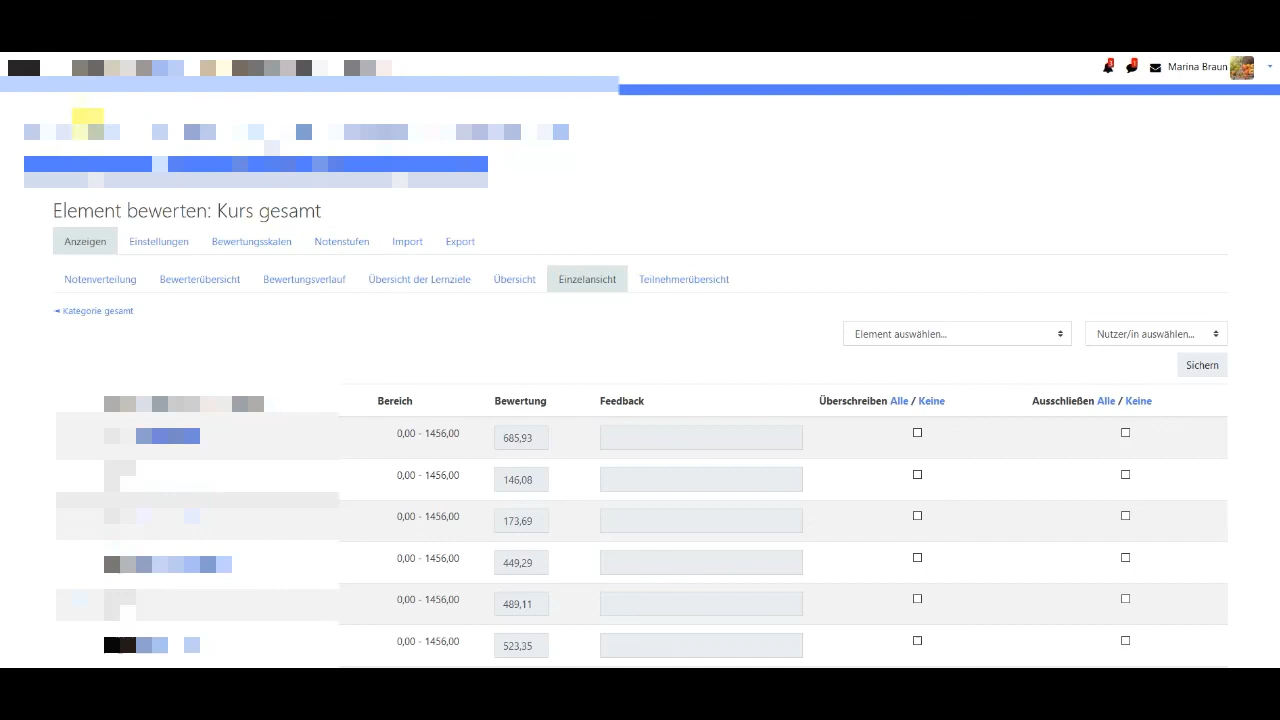 Marina Braun
Element bewerten: Kurs gesamt
Anzeigen Einstellungen Bewertungsskalen Notenstufen Import Export
Notenverteilung Bewerterübersicht Bewertungsverlauf Übersicht der Lernziele Übersicht Einzelansicht Teilnehmerübersicht
◄ Kategorie gesamt
Element auswählen... Nutzer/in auswählen...
Sichern
Bereich Bewertung Feedback Überschreiben Alle / Keine Ausschließen Alle / Keine
0,00 - 1456,00 685,93
0,00 - 1456,00 146,08
0,00 - 1456,00 173,69
0,00 - 1456,00 449,29
0,00 - 1456,00 489,11
0,00 - 1456,00 523,35